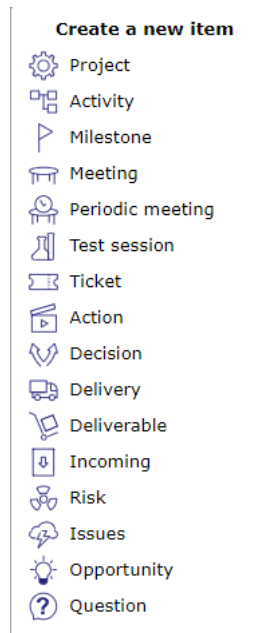 Create a new item
Project
Activity
Milestone
Meeting
Periodic meeting
Test session
Ticket
Action
Decision
Delivery
Deliverable
Incoming
Risk
Issues
Opportunity
Question